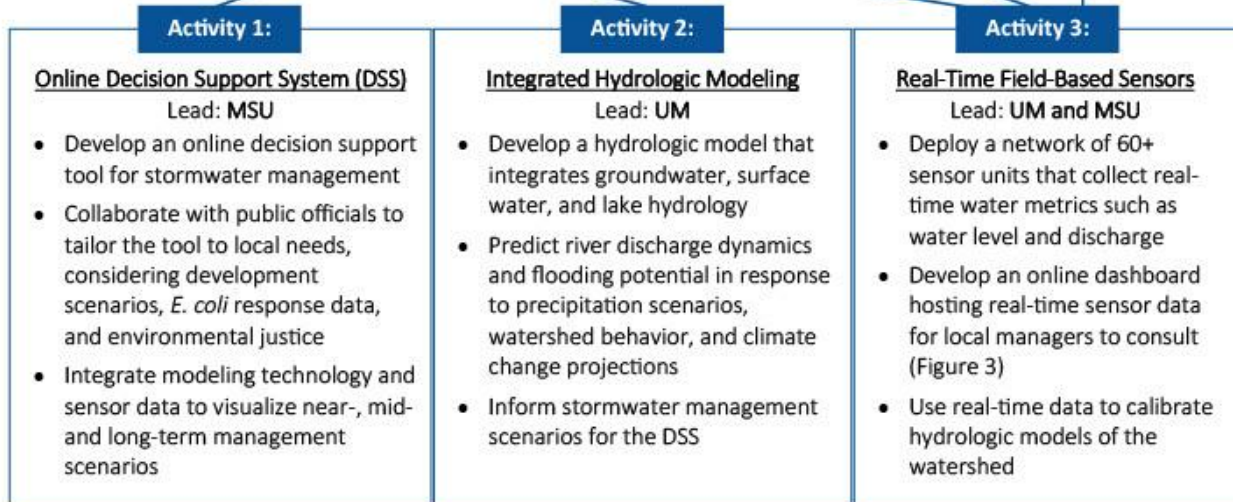 Activity 1:
Online Decision Support System (DSS)
Lead: MSU
• Develop an online decision support
tool for stormwater management
• Collaborate with public officials to
tailor the tool to local needs,
considering development
scenarios, E. coli response data,
and environmental justice
• Integrate modeling technology and
sensor data to visualize near-, mid-
and long-term management
scenarios
Activity 2:
Integrated Hydrologic Modeling
Lead: UM
• Develop a hydrologic model that
integrates groundwater, surface
water, and lake hydrology
• Predict river discharge dynamics
and flooding potential in response
to precipitation scenarios,
watershed behavior, and climate
change projections
• Inform stormwater management
scenarios for the DSS
Activity 3:
Real-Time Field-Based Sensors
Lead: UM and MSU
• Deploy a network of 60+
sensor units that collect real-
time water metrics such as
water level and discharge
• Develop an online dashboard
hosting real-time sensor data
for local managers to consult
(Figure 3)
• Use real-time data to calibrate
hydrologic models of the
watershed